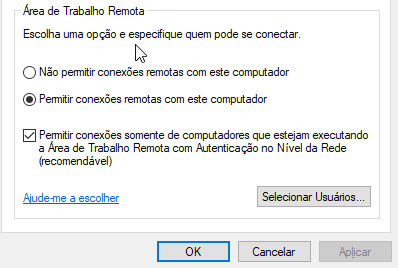 Área de Trabalho Remota
Escolha uma opção e especifique quem pode se conectar.
Não permitir conexões remotas com este computador
Permitir conexões remotas com este computador
Permitir conexões somente de computadores que estejam executando
a Área de Trabalho Remota com Autenticação no Nível da Rede
(recomendável)
Ajude-me a escolher
Selecionar Usuários...
OK
Cancelar
Aplicar